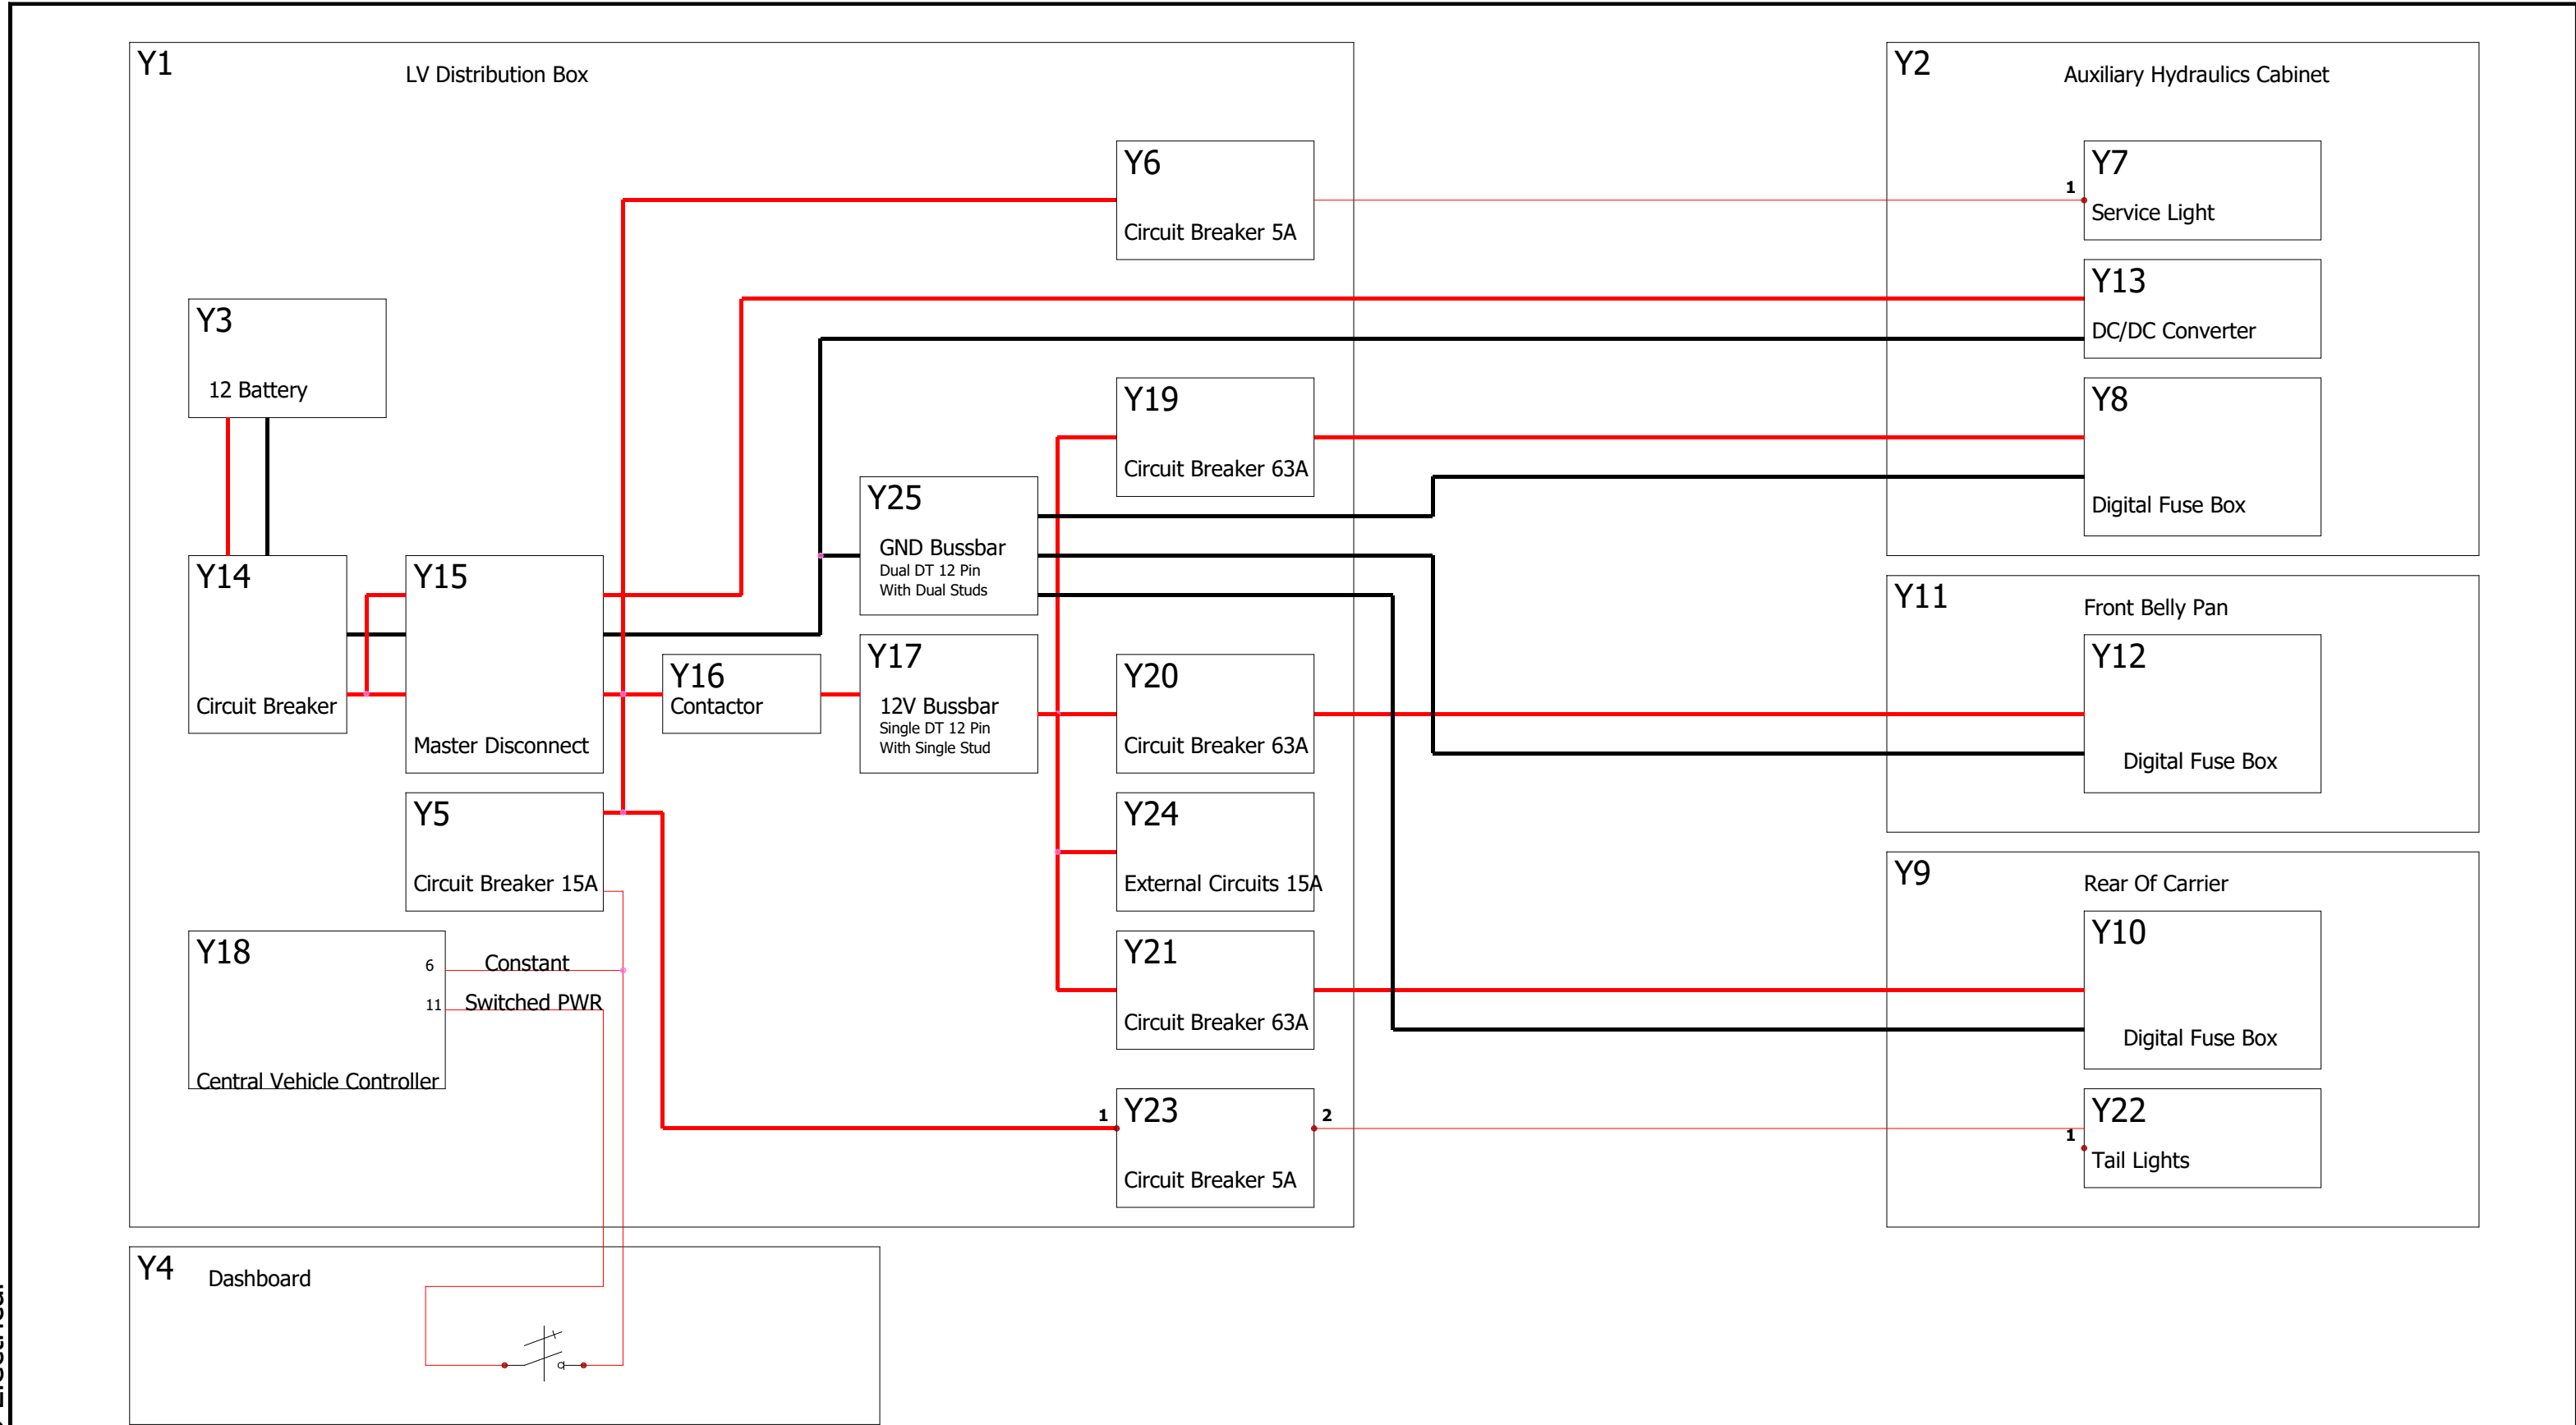 Y1
LV Distribution Box
Y2
Auxiliary Hydraulics Cabinet
Y6
Circuit Breaker 5A
1
Y7
Service Light
Y13
DC/DC Converter
Y3
12 Battery
Y19
Circuit Breaker 63A
Y8
Digital Fuse Box
Y25
GND Bussbar
Dual DT 12 Pin
With Dual Studs
Y14
Circuit Breaker
Y15
Master Disconnect
Y16
Contactor
Y17
12V Bussbar
Single DT 12 Pin
With Single Stud
Y20
Circuit Breaker 63A
Y11
Front Belly Pan
Y12
Digital Fuse Box
Y5
Circuit Breaker 15A
Y24
External Circuits 15A
Y9
Rear Of Carrier
Y10
Digital Fuse Box
Y18
6
Constant
11
Switched PWR
Central Vehicle Controller
Y21
Circuit Breaker 63A
1
Y23
2
Circuit Breaker 5A
Y22
1
Tail Lights
Y4
Dashboard